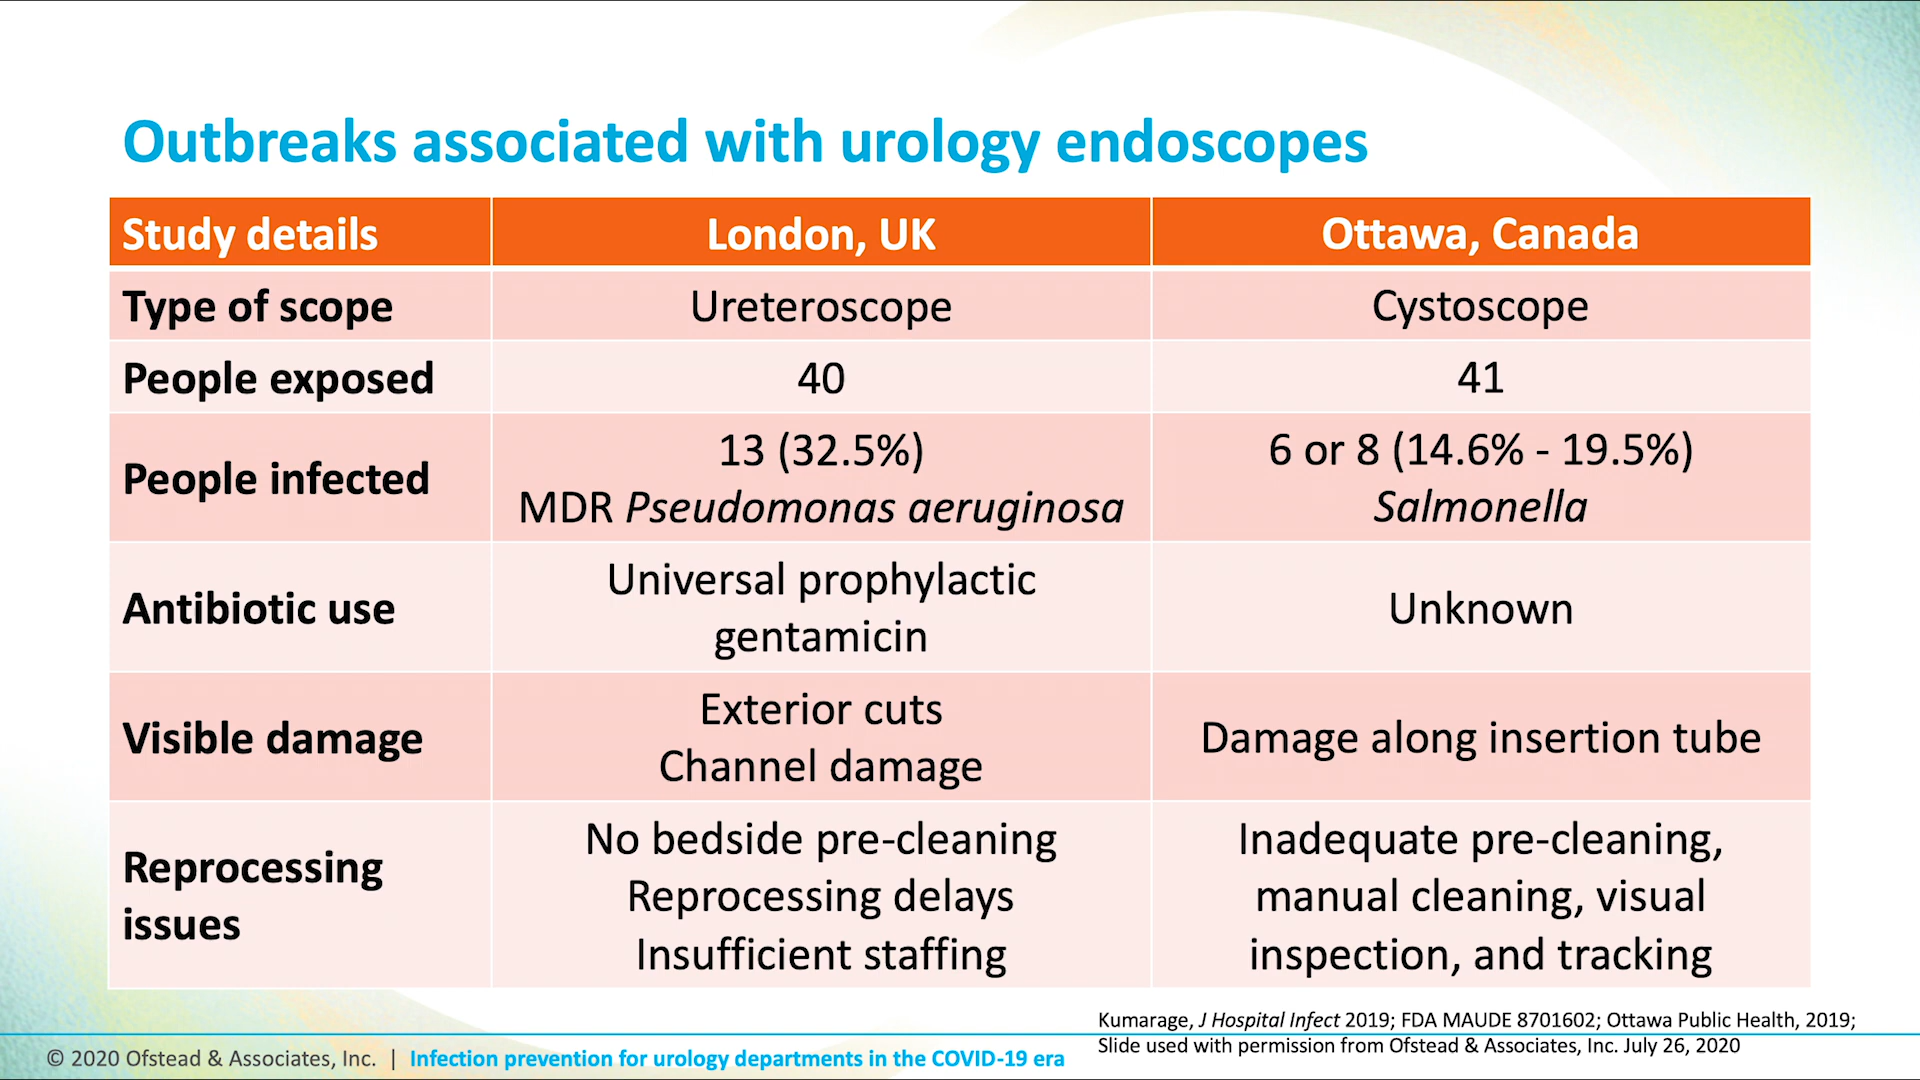 Outbreaks associated with urology endoscopes
Study details
London, UK
Ottawa, Canada
Type of scope
Ureteroscope
Cystoscope
People exposed
40
41
People infected
13 (32.5%)
MDR Pseudomonas aeruginosa
6 or 8 (14.6% - 19.5%)
Salmonella
Antibiotic use
Universal prophylactic
gentamicin
Unknown
Visible damage
Exterior cuts
Channel damage
Damage along insertion tube
Reprocessing
issues
No bedside pre-cleaning
Reprocessing delays
Insufficient staffing
Inadequate pre-cleaning,
manual cleaning, visual
inspection, and tracking
Kumarage, J Hospital Infect 2019; FDA MAUDE 8701602; Ottawa Public Health, 2019;
Slide used with permission from Ofstead & Associates, Inc. July 26, 2020
© 2020 Ofstead & Associates, Inc. | Infection prevention for urology departments in the COVID-19 era